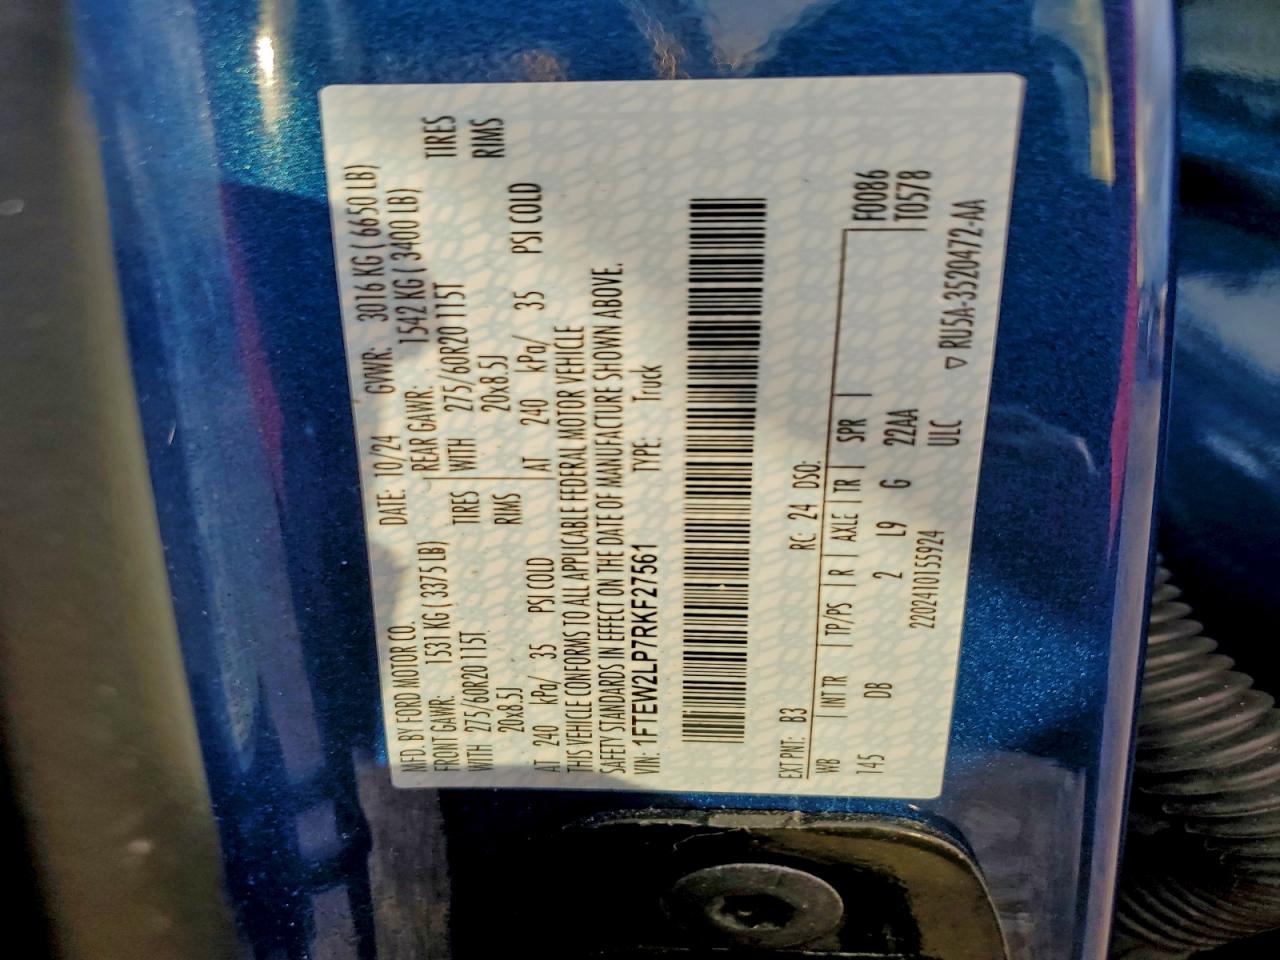 MFD. BY FORD MOTOR CO. DATE: 10/24 GVWR: 3016 KG ( 6650 LB)
FRONT GAWR: 1531 KG ( 3375 LB) REAR GAWR: 1542 KG ( 3400 LB)
WITH 275/60R20 115T TIRES WITH 275/60R20 115T TIRES
20x8.5J RIMS 20x8.5J RIMS
AT 240 kPa/ 35 PSI COLD AT 240 kPa/ 35 PSI COLD
THIS VEHICLE CONFORMS TO ALL APPLICABLE FEDERAL MOTOR VEHICLE
SAFETY STANDARDS IN EFFECT ON THE DATE OF MANUFACTURE SHOWN ABOVE.
VIN: 1FTEW2LP7RKF27561 TYPE: Truck
EXT PNT: B3 RC: 24 DSO:
WB | INT TR | TP/PS | R | AXLE | TR | SPR | F0086
145 DB 2 L9 G 22AA T0578
220241015924 ULC
▽ RU5A-3520472-AA